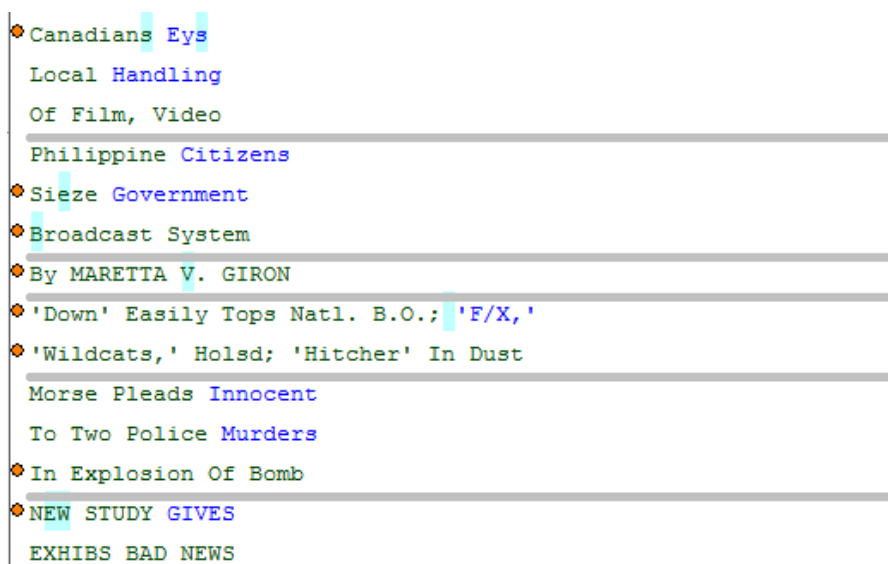 Canadians Eys
Local Handling
Of Film, Video
Philippine Citizens
Sieze Government
Broadcast System
By MARETTA V. GIRON
'Down' Easily Tops Natl. B.O.; 'F/X,'
'Wildcats,' Holsd; 'Hitcher' In Dust
Morse Pleads Innocent
To Two Police Murders
In Explosion Of Bomb
NEW STUDY GIVES
EXHIBS BAD NEWS